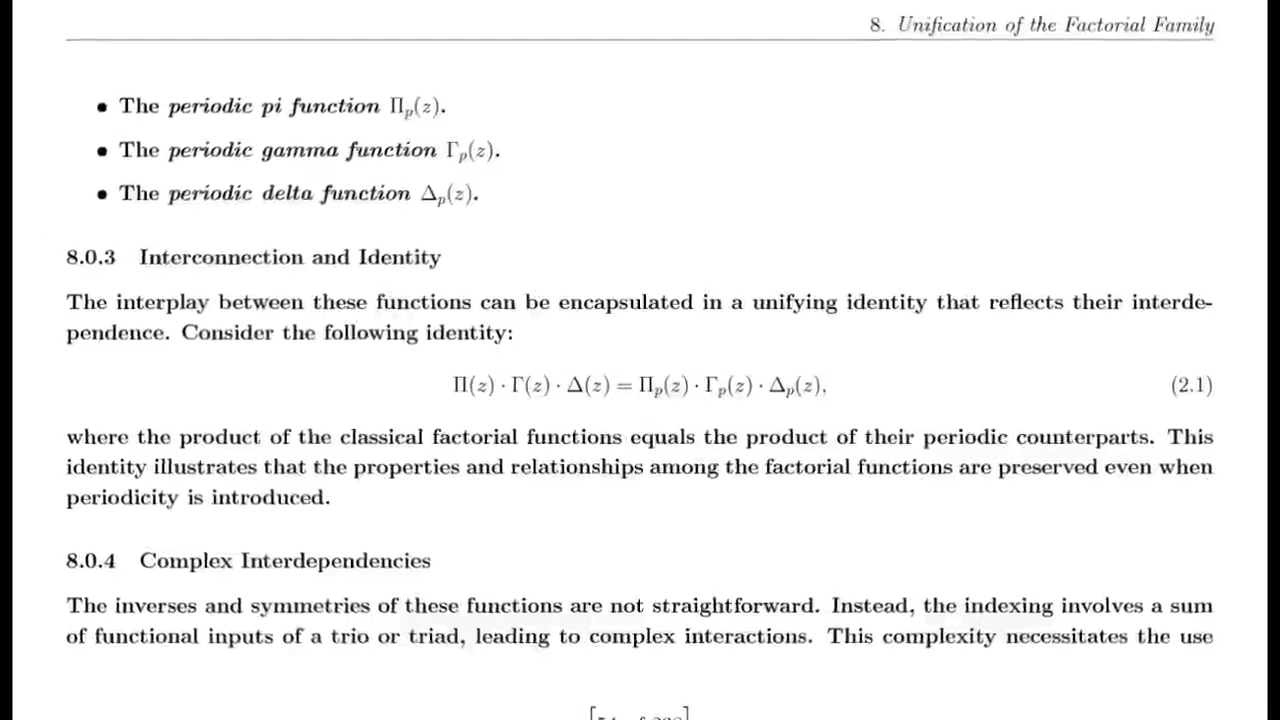 8. Unification of the Factorial Family
• The periodic pi function Πₚ(z).
• The periodic gamma function Γₚ(z).
• The periodic delta function Δₚ(z).
8.0.3 Interconnection and Identity
The interplay between these functions can be encapsulated in a unifying identity that reflects their interde-
pendence. Consider the following identity:
Π(z) · Γ(z) · Δ(z) = Πₚ(z) · Γₚ(z) · Δₚ(z), (2.1)
where the product of the classical factorial functions equals the product of their periodic counterparts. This
identity illustrates that the properties and relationships among the factorial functions are preserved even when
periodicity is introduced.
8.0.4 Complex Interdependencies
The inverses and symmetries of these functions are not straightforward. Instead, the indexing involves a sum
of functional inputs of a trio or triad, leading to complex interactions. This complexity necessitates the use